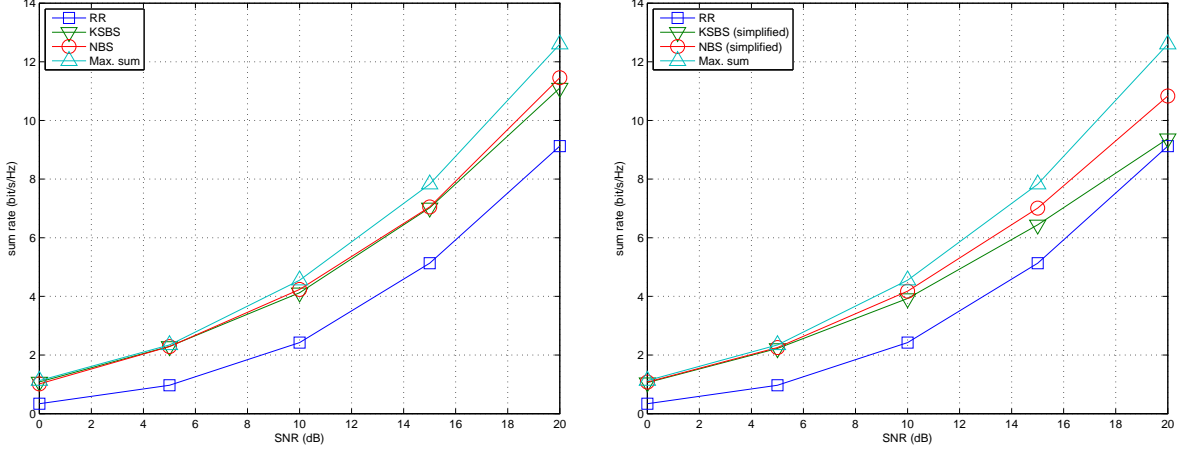 14
12
10
8
6
4
2
0
sum rate (bit/s/Hz)
RR
KSBS
NBS
Max. sum
0 2 4 6 8 10 12 14 16 18 20
SNR (dB)
14
12
10
8
6
4
2
0
sum rate (bit/s/Hz)
RR
KSBS (simplified)
NBS (simplified)
Max. sum
0 2 4 6 8 10 12 14 16 18 20
SNR (dB)